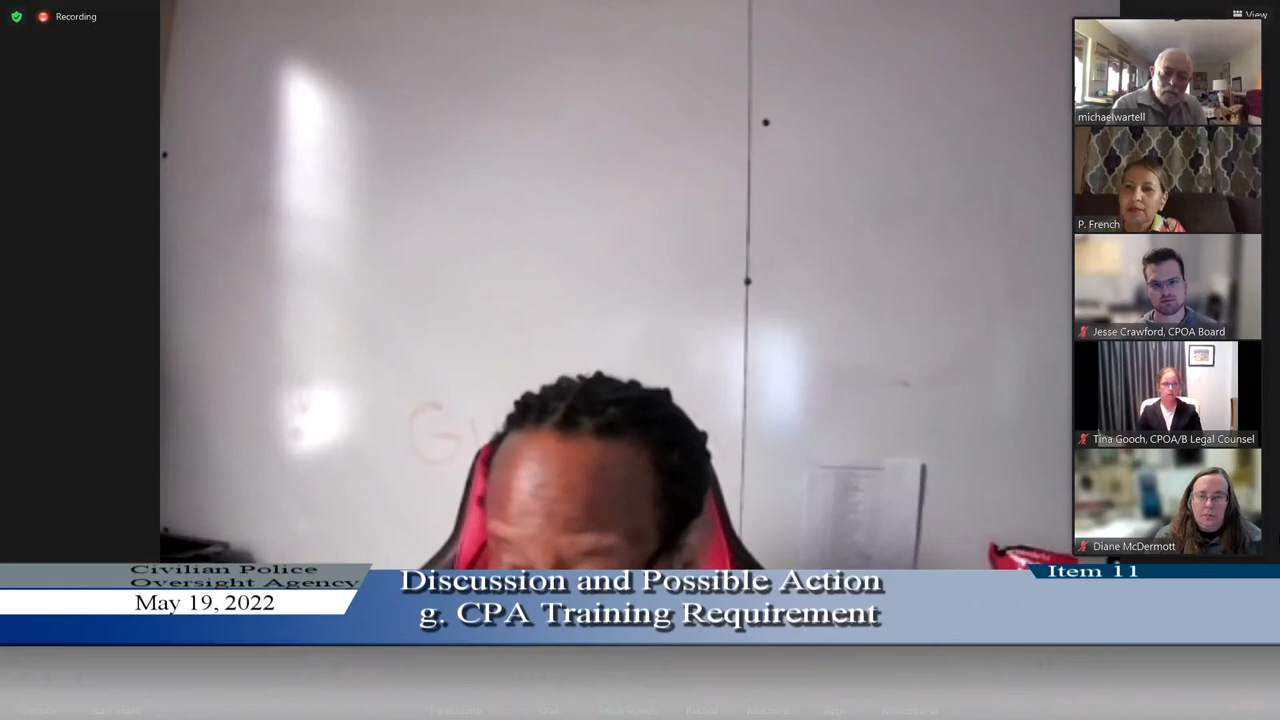 Recording
View
michaelwartell
P. French
Jesse Crawford, CPOA Board
Tina Gooch, CPOA/B Legal Counsel
Diane McDermott
G
Civilian Police
Oversight Agency
May 19, 2022
Discussion and Possible Action
g. CPA Training Requirement
Item 11